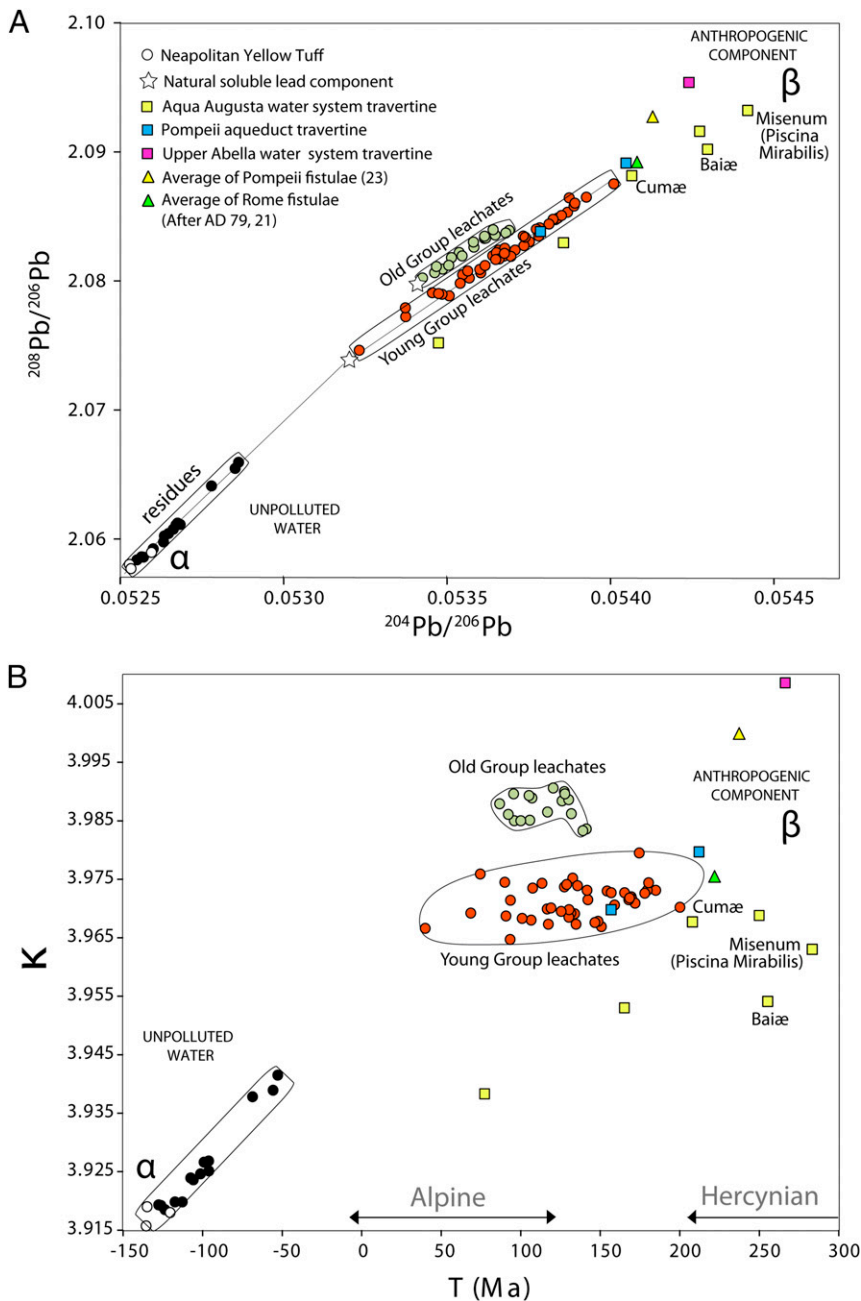 A
2.10
2.09
2.08
2.07
2.06
208Pb/206Pb
Neapolitan Yellow Tuff
Natural soluble lead component
Aqua Augusta water system travertine
Pompeii aqueduct travertine
Upper Abella water system travertine
Average of Pompeii fistulae (23)
Average of Rome fistulae
(After AD 79, 21)
ANTHROPOGENIC
COMPONENT
β
Misenum
(Piscina
Mirabilis)
Baiæ
Cumæ
Old Group leachates
Young Group leachates
residues
UNPOLLUTED
WATER
α
0.0525
0.0530
0.0535
0.0540
0.0545
204Pb/206Pb
B
4.005
3.995
3.985
3.975
3.965
3.955
3.945
3.935
3.925
3.915
K
Old Group leachates
ANTHROPOGENIC
COMPONENT
β
Cumæ
Young Group leachates
Misenum
(Piscina Mirabilis)
Baiæ
UNPOLLUTED
WATER
α
Alpine
Hercynian
-150
-100
-50
0
50
100
150
200
250
300
T (Ma)